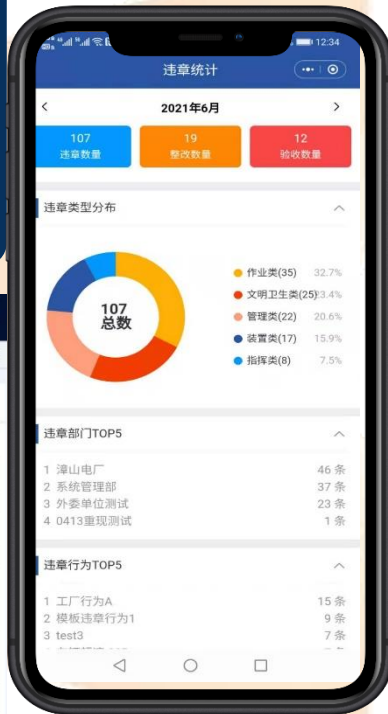 12:34
违章统计
2021年6月
107
违章数量
19
整改数量
12
验收数量
违章类型分布
107
总数
作业类(35) 32.7%
文明卫生类(25) 23.4%
管理类(22) 20.6%
装置类(17) 15.9%
指挥类(8) 7.5%
违章部门TOP5
1 漳山电厂 46 条
2 系统管理部 37 条
3 外委单位测试 23 条
4 0413重现测试 1 条
违章行为TOP5
1 工厂行为A 15 条
2 模板违章行为1 9 条
3 test3 7 条